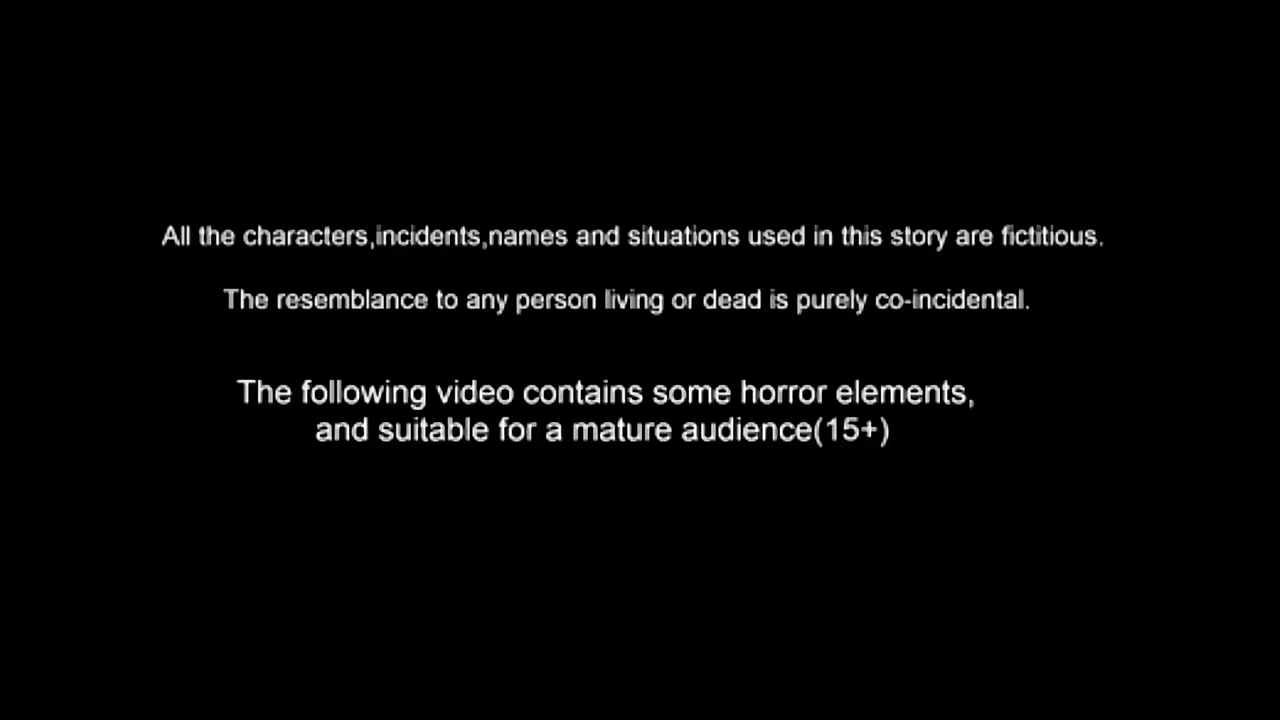 All the characters,incidents,names and situations used in this story are fictitious.
The resemblance to any person living or dead is purely co-incidental.
The following video contains some horror elements,
and suitable for a mature audience(15+)